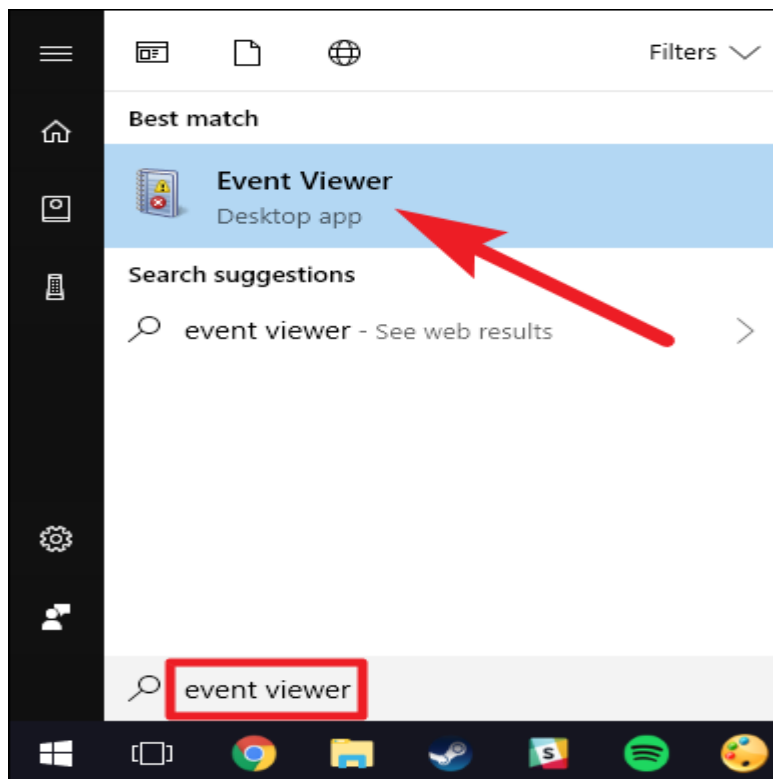 Filters
Best match
Event Viewer
Desktop app
Search suggestions
event viewer - See web results
event viewer